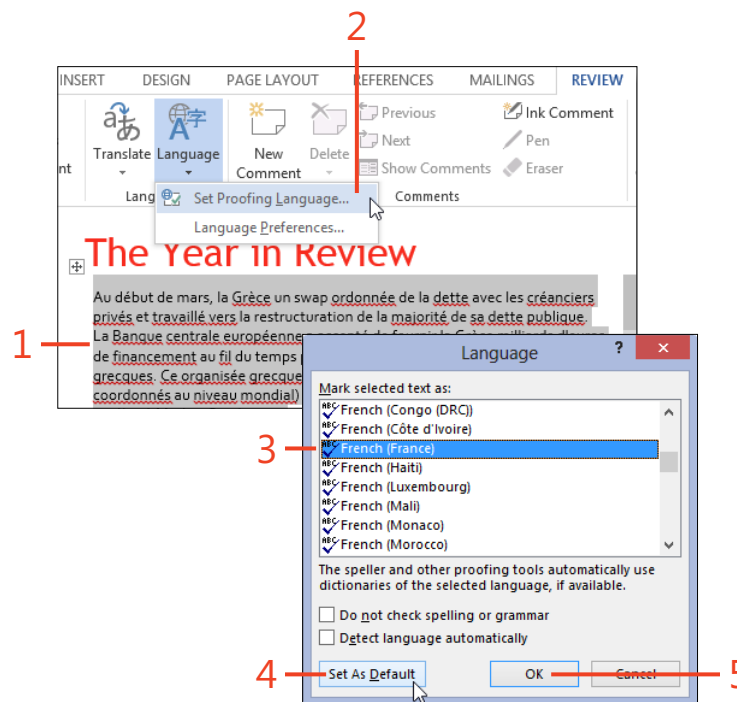 2
INSERT DESIGN PAGE LAYOUT REFERENCES MAILINGS REVIEW
Translate Language New Comment Delete Previous Next Show Comments Ink Comment Pen Eraser
nt
Lang Comments
Set Proofing Language...
Language Preferences...
The Year in Review
Au début de mars, la Grèce un swap ordonnée de la dette avec les créanciers
privés et travaillé vers la restructuration de la majorité de sa dette publique.
1
La Banque centrale européenne
de financement au fil du temps
grecques. Ce organisée grecque
coordonnés au niveau mondial)
Language ? ×
Mark selected text as:
French (Congo (DRC))
French (Côte d'Ivoire)
3
French (France)
French (Haiti)
French (Luxembourg)
French (Mali)
French (Monaco)
French (Morocco)
The speller and other proofing tools automatically use
dictionaries of the selected language, if available.
Do not check spelling or grammar
Detect language automatically
4 Set As Default OK Cancel 5